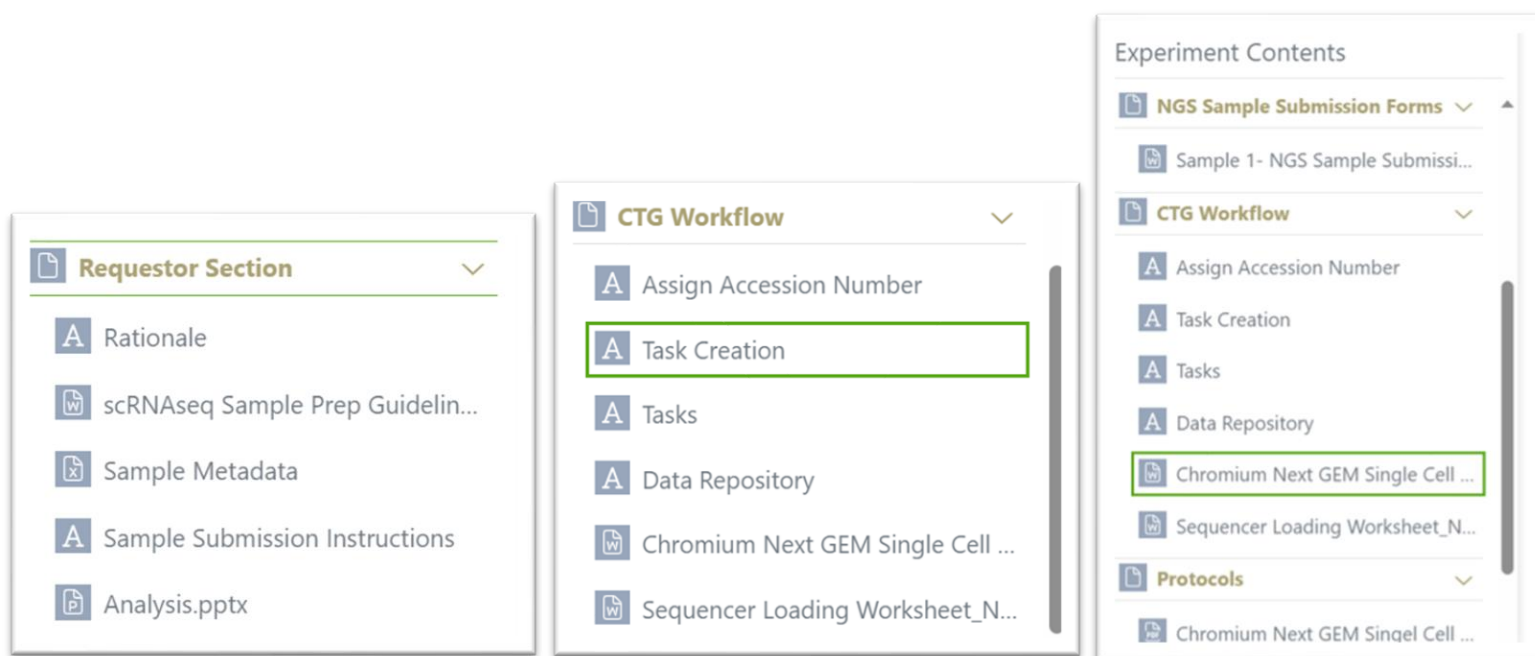 Requestor Section
A Rationale
W scRNAseq Sample Prep Guidelin...
X Sample Metadata
A Sample Submission Instructions
P Analysis.pptx
CTG Workflow
A Assign Accession Number
A Task Creation
A Tasks
A Data Repository
W Chromium Next GEM Single Cell ...
W Sequencer Loading Worksheet_N...
Experiment Contents
NGS Sample Submission Forms
W Sample 1- NGS Sample Submissi...
CTG Workflow
A Assign Accession Number
A Task Creation
A Tasks
A Data Repository
W Chromium Next GEM Single Cell ...
W Sequencer Loading Worksheet_N...
Protocols
PDF Chromium Next GEM Singel Cell ...